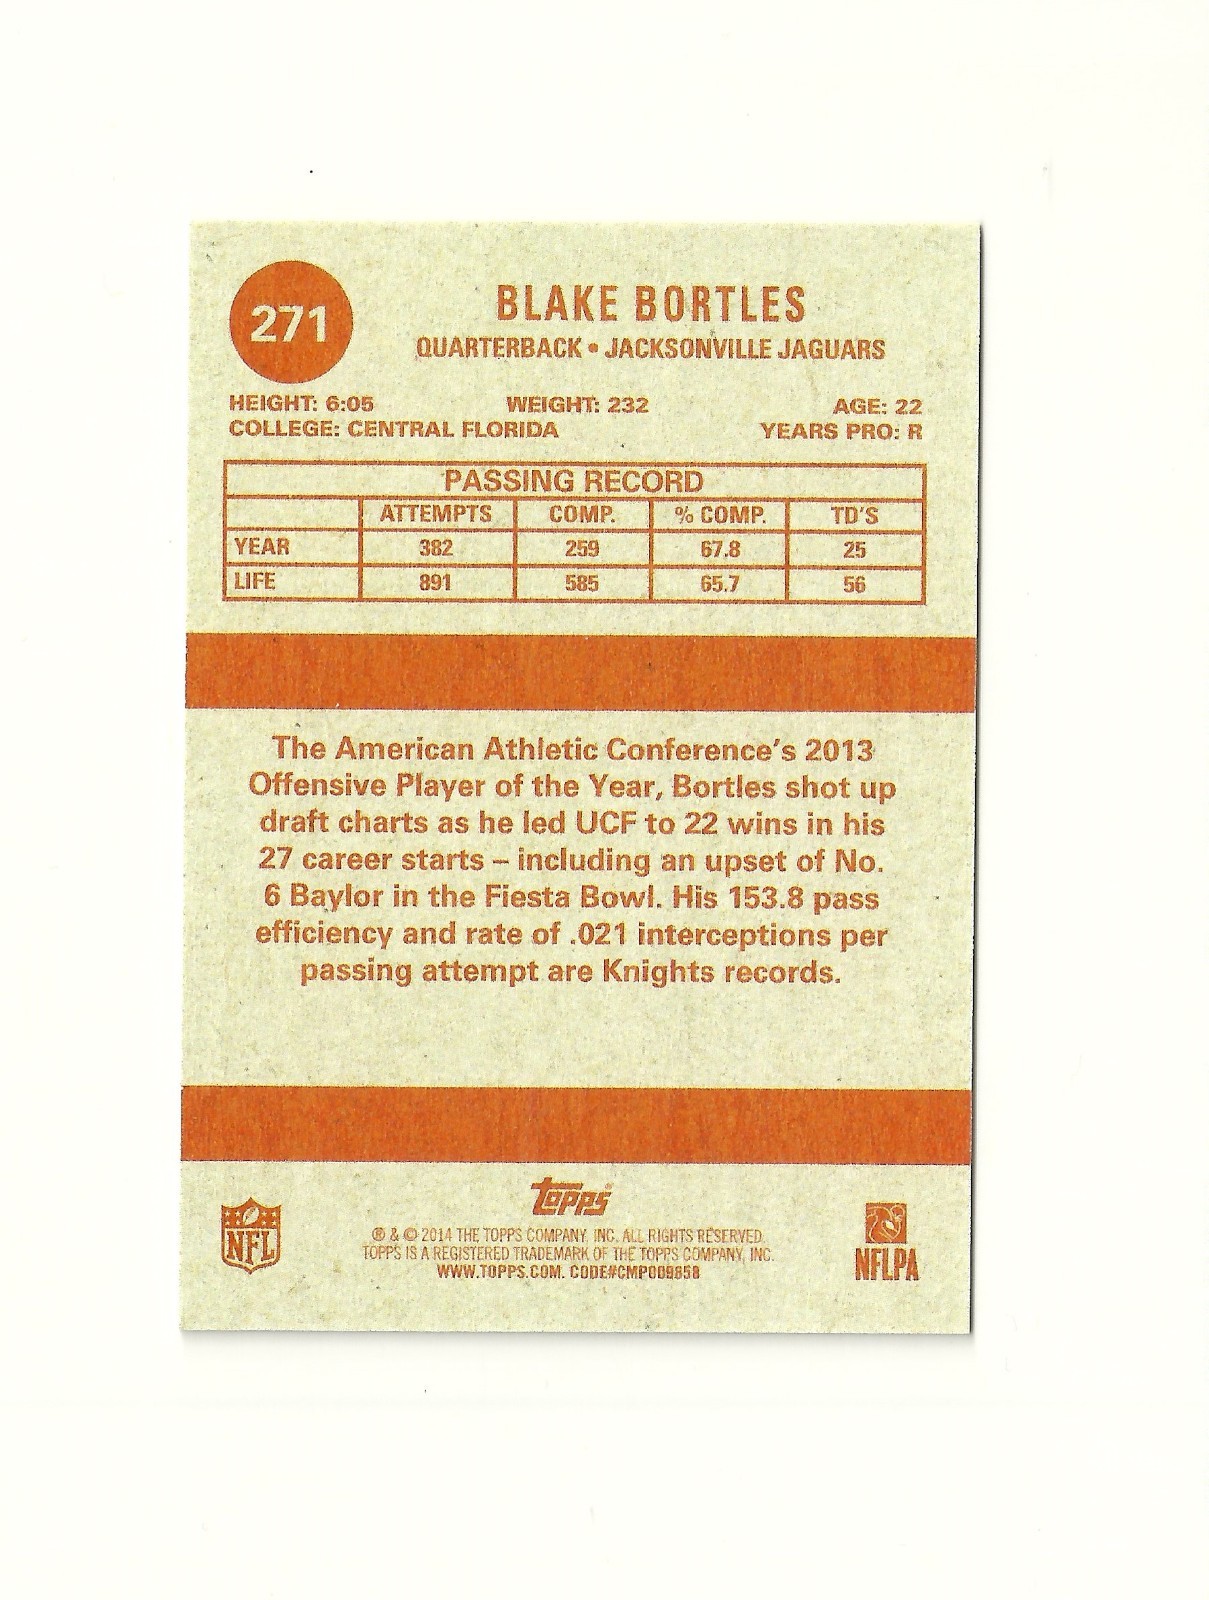 271
BLAKE BORTLES
QUARTERBACK • JACKSONVILLE JAGUARS
HEIGHT: 6:05 WEIGHT: 232 AGE: 22
COLLEGE: CENTRAL FLORIDA YEARS PRO: R
PASSING RECORD
ATTEMPTS COMP. % COMP. TD'S
YEAR 382 259 67.8 25
LIFE 891 585 65.7 56
The American Athletic Conference's 2013
Offensive Player of the Year, Bortles shot up
draft charts as he led UCF to 22 wins in his
27 career starts – including an upset of No.
6 Baylor in the Fiesta Bowl. His 153.8 pass
efficiency and rate of .021 interceptions per
passing attempt are Knights records.
Topps
® & © 2014 THE TOPPS COMPANY, INC. ALL RIGHTS RESERVED.
TOPPS IS A REGISTERED TRADEMARK OF THE TOPPS COMPANY, INC.
WWW.TOPPS.COM. CODE#CMP009858
NFL
NFLPA